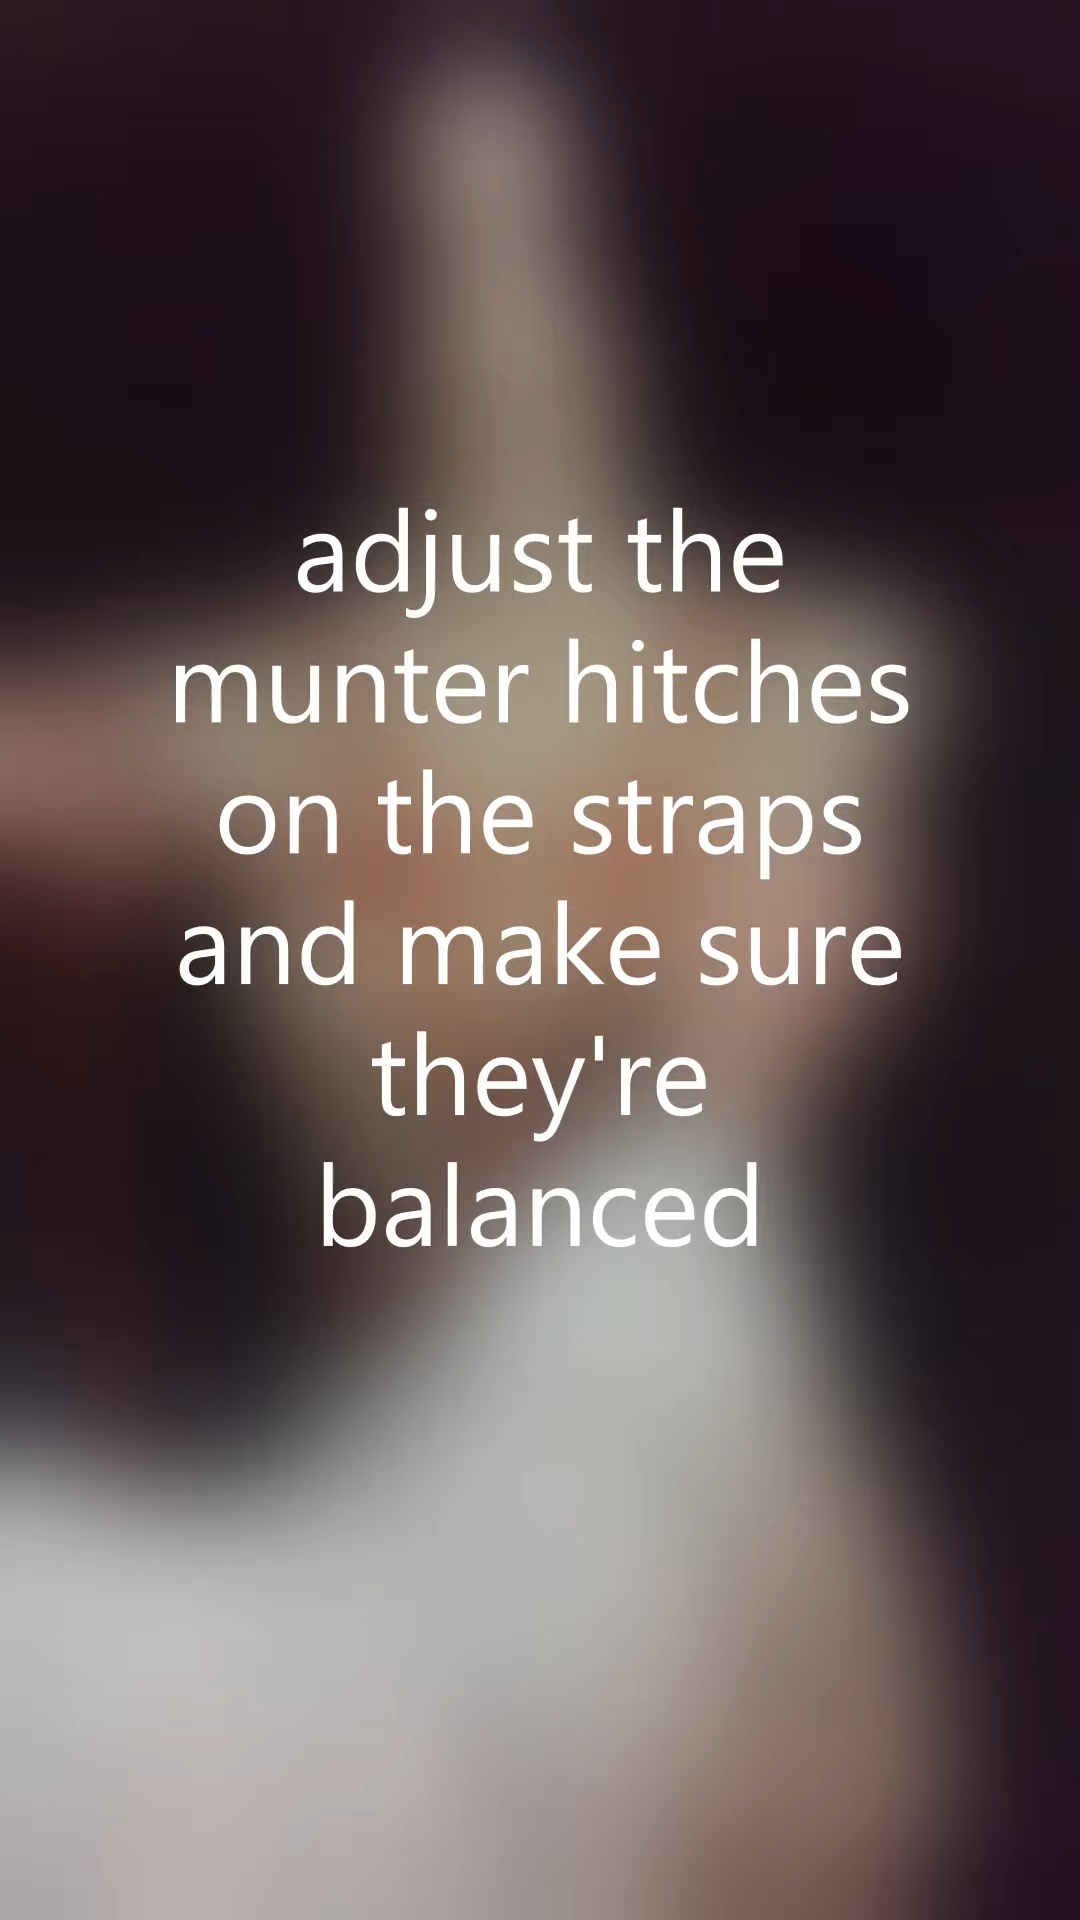 adjust the
munter hitches
on the straps
and make sure
they're
balanced